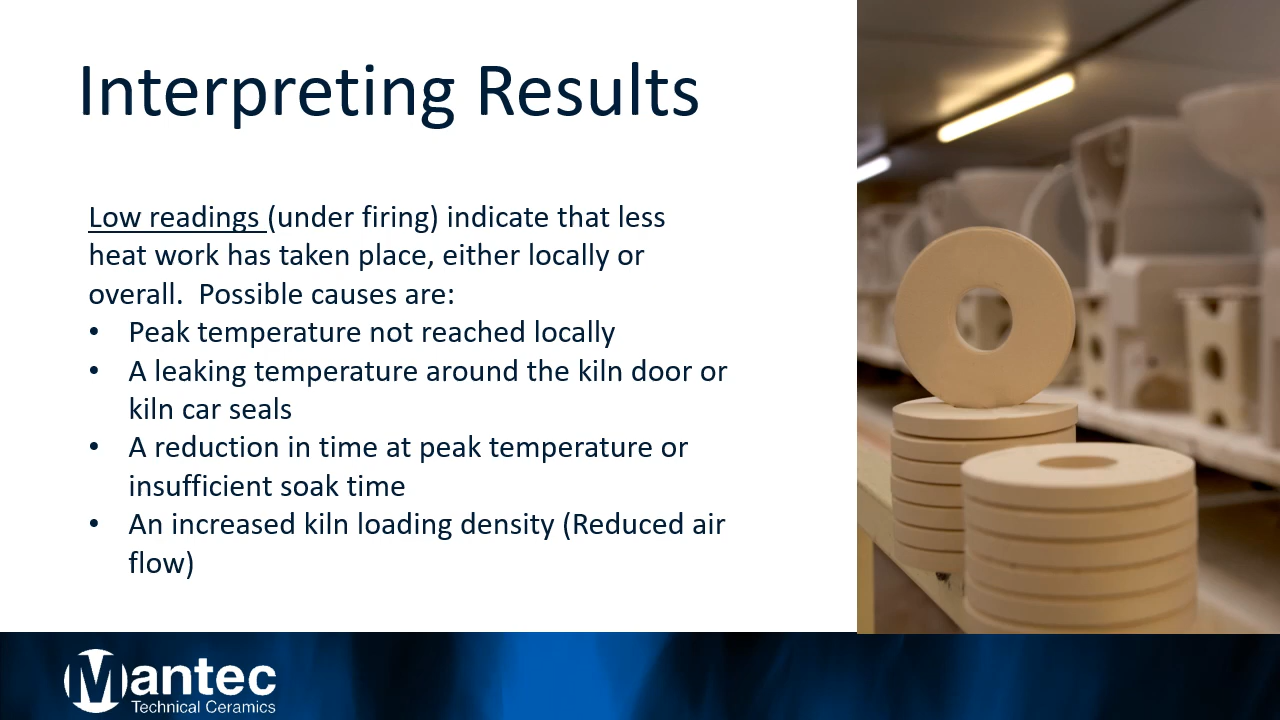 Interpreting Results
Low readings (under firing) indicate that less
heat work has taken place, either locally or
overall.  Possible causes are:
• Peak temperature not reached locally
• A leaking temperature around the kiln door or
kiln car seals
• A reduction in time at peak temperature or
insufficient soak time
• An increased kiln loading density (Reduced air
flow)
Mantec
Technical Ceramics